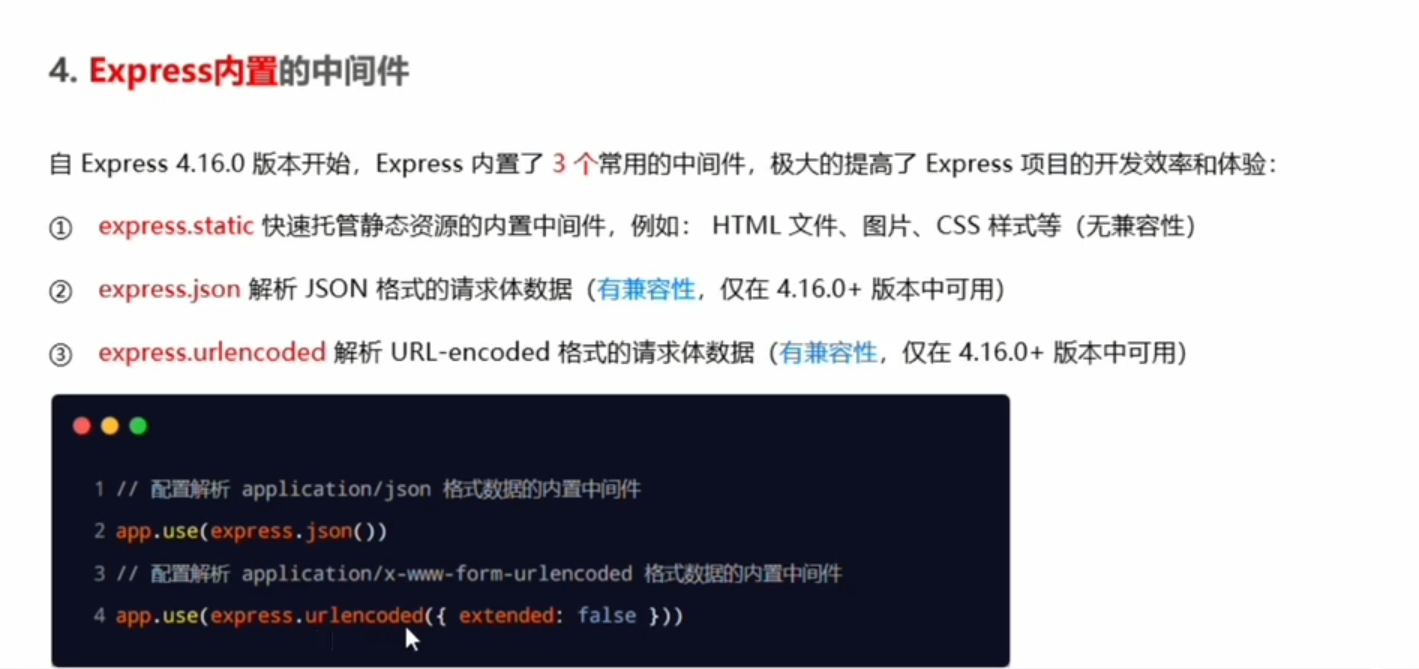 4. Express内置的中间件
自 Express 4.16.0 版本开始，Express 内置了 3 个常用的中间件，极大的提高了 Express 项目的开发效率和体验：
① express.static 快速托管静态资源的内置中间件，例如： HTML 文件、图片、CSS 样式等（无兼容性）
② express.json 解析 JSON 格式的请求体数据（有兼容性，仅在 4.16.0+ 版本中可用）
③ express.urlencoded 解析 URL-encoded 格式的请求体数据（有兼容性，仅在 4.16.0+ 版本中可用）
1 // 配置解析 application/json 格式数据的内置中间件
2 app.use(express.json())
3 // 配置解析 application/x-www-form-urlencoded 格式数据的内置中间件
4 app.use(express.urlencoded({ extended: false }))